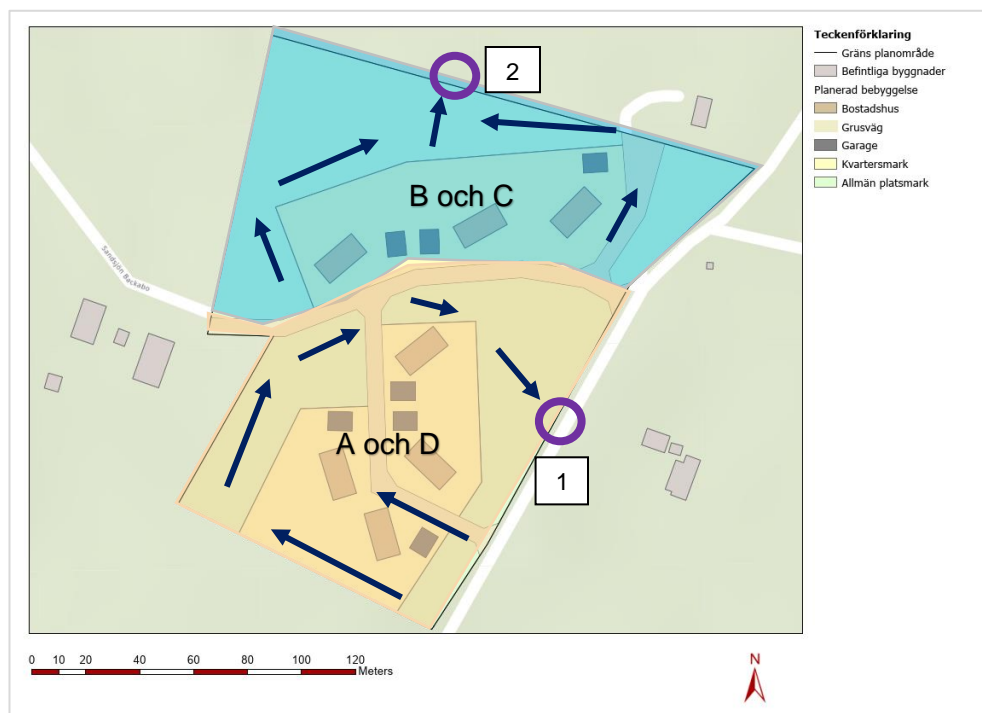 2
B och C
A och D
1
Sandsjön Backabo
Teckenförklaring
Gräns planområde
Befintliga byggnader
Planerad bebyggelse
Bostadshus
Grusväg
Garage
Kvartersmark
Allmän platsmark
0 10 20 40 60 80 100 120
Meters
N